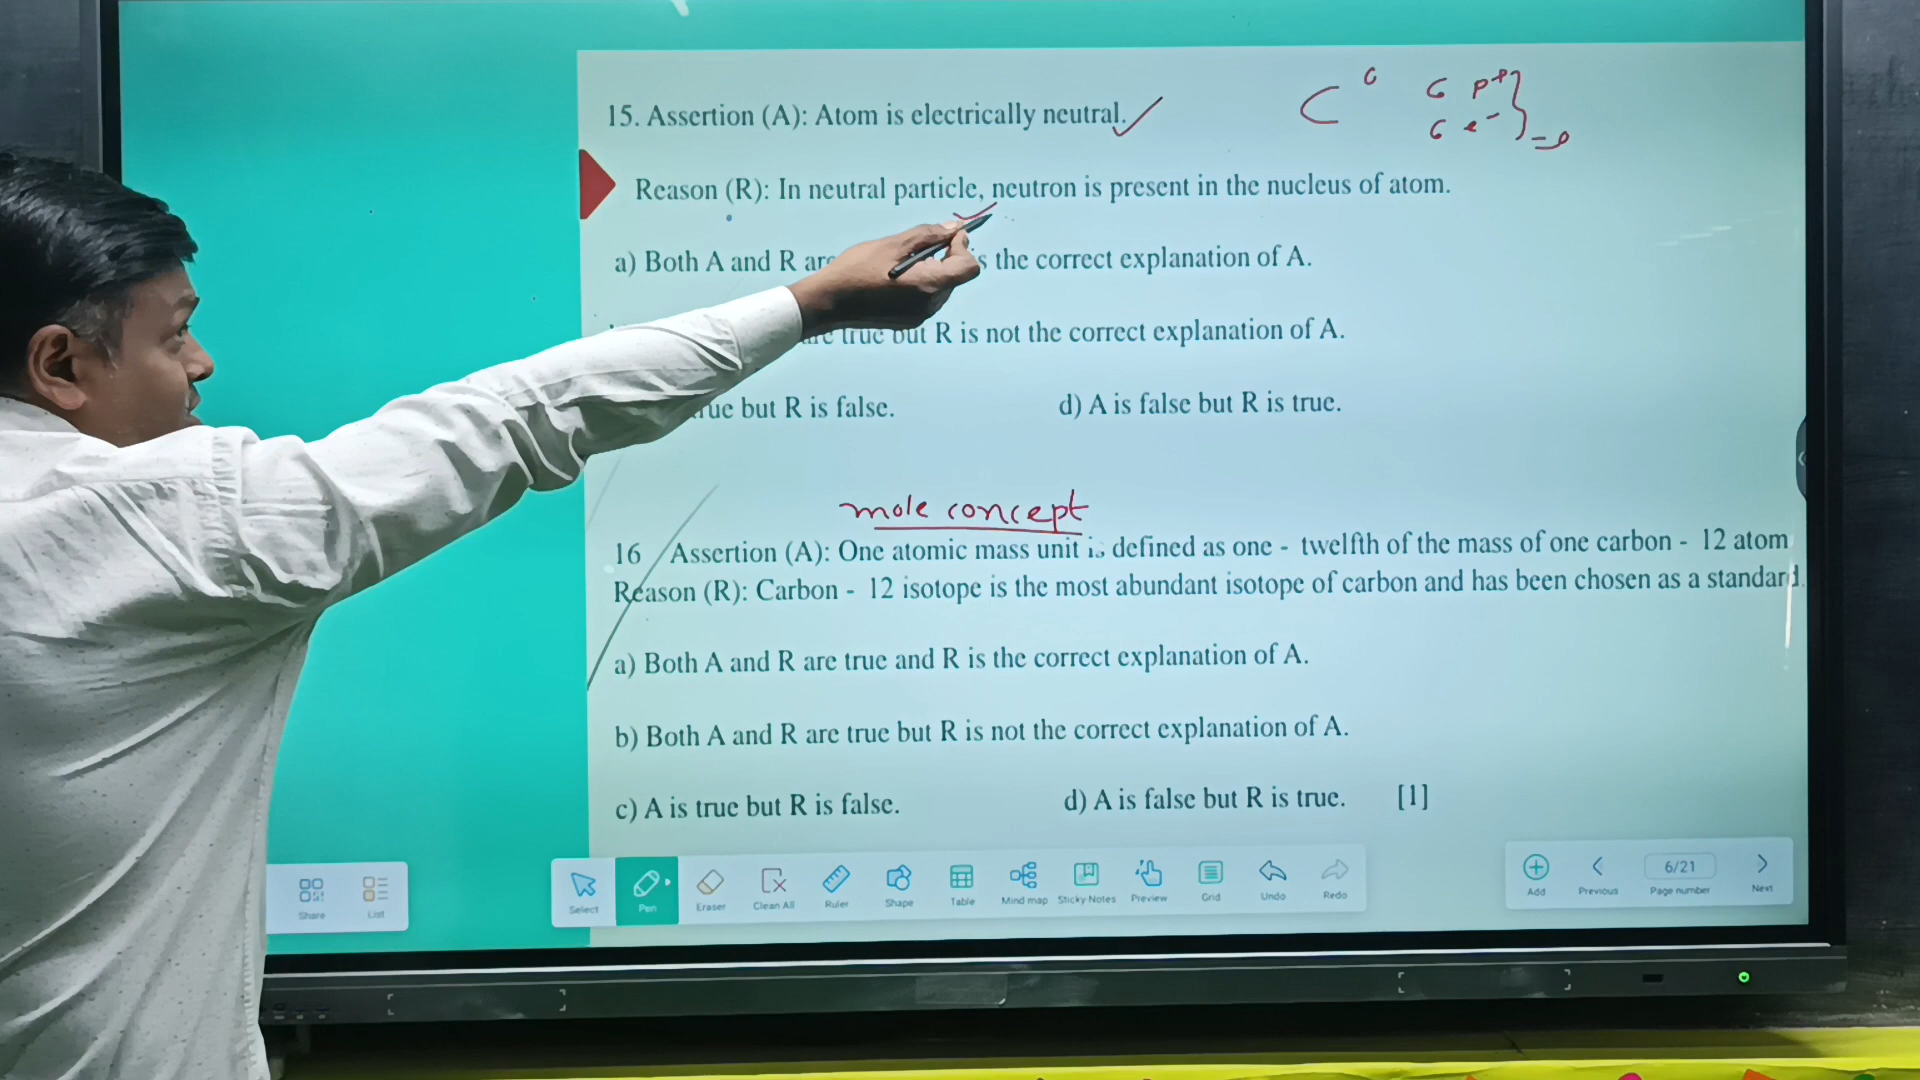 15. Assertion (A): Atom is electrically neutral.
C 6 6 p+
6 e-
Reason (R): In neutral particle, neutron is present in the nucleus of atom.
a) Both A and R are the correct explanation of A.
true but R is not the correct explanation of A.
but R is false. d) A is false but R is true.
mole concept
16 Assertion (A): One atomic mass unit is defined as one - twelfth of the mass of one carbon - 12 atom
Reason (R): Carbon - 12 isotope is the most abundant isotope of carbon and has been chosen as a standard.
a) Both A and R are true and R is the correct explanation of A.
b) Both A and R are true but R is not the correct explanation of A.
c) A is true but R is false. d) A is false but R is true. [1]
Share List Select Pen Eraser Clean All Ruler Shape Table Mind map Sticky Notes Preview Grid Undo Redo Add Previous 6/21 Page number Next